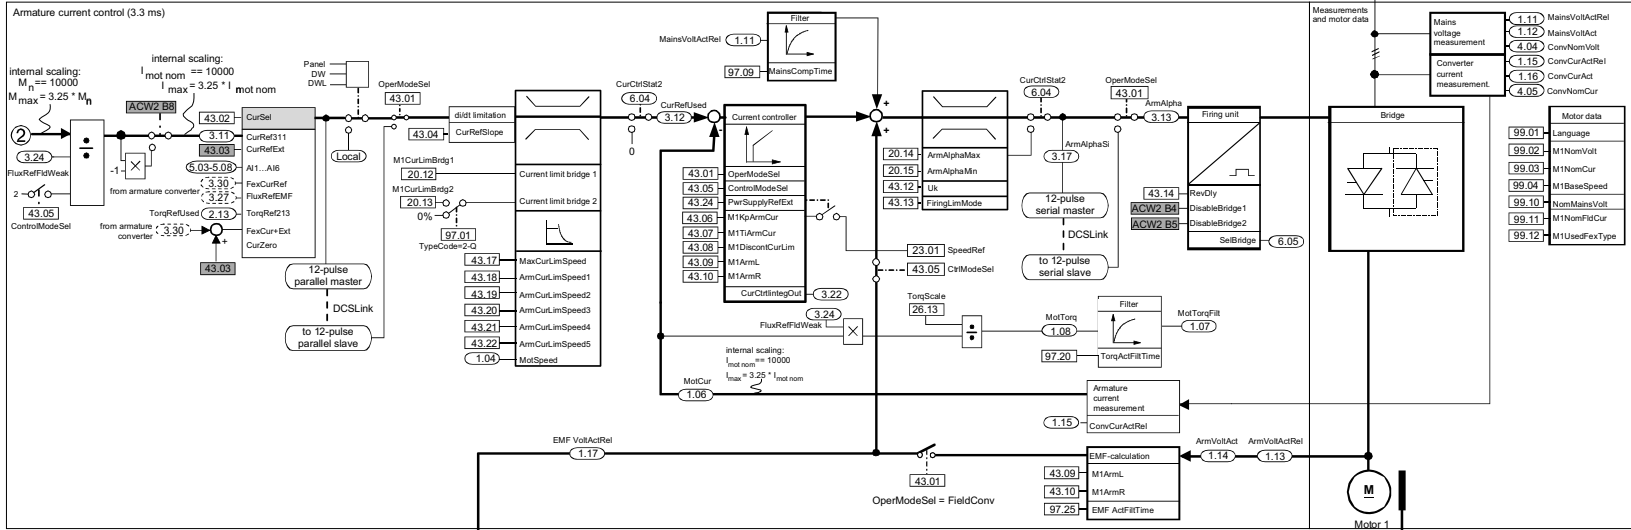 Armature current control (3.3 ms)
internal scaling:
M n == 10000
M max = 3.25 * M n
2
3.24
FluxRefFldWeak
2
43.05
ControlModeSel
÷
-1
×
internal scaling:
I mot nom == 10000
I max = 3.25 * I mot nom
ACW2 B8
43.02
CurSel
3.11
CurRef311
43.03
CurRefExt
5.03-5.08
AI1...AI6
from armature converter
3.30
FexCurRef
3.27
FluxRefEMF
TorqRefUsed
2.13
TorqRef213
from armature
converter
3.30
+
FexCur+Ext
CurZero
43.03
12-pulse
parallel master
DCSLink
to 12-pulse
parallel slave
Panel
DW
DWL
Local
OperModeSel
43.01
43.04
di/dt limitation
CurRefSlope
M1CurLimBrdg1
20.12
Current limit bridge 1
M1CurLimBrdg2
20.13
0%
Current limit bridge 2
97.01
TypeCode=2-Q
43.17
MaxCurLimSpeed
43.18
ArmCurLimSpeed1
43.19
ArmCurLimSpeed2
43.20
ArmCurLimSpeed3
43.21
ArmCurLimSpeed4
43.22
ArmCurLimSpeed5
1.04
MotSpeed
CurCtrlStat2
6.04
0
CurRefUsed
3.12
-
Current controller
43.01
OperModeSel
43.05
ControlModeSel
43.24
PwrSupplyRefExt
43.06
M1KpArmCur
43.07
M1TiArmCur
43.08
M1DiscontCurLim
43.09
M1ArmL
43.10
M1ArmR
CurCtrlIntegOut
3.22
Filter
MainsVoltActRel
1.11
97.09
MainsCompTime
+
+
20.14
ArmAlphaMax
20.15
ArmAlphaMin
43.12
Uk
43.13
FiringLimMode
23.01
SpeedRef
43.05
CtrlModeSel
CurCtrlStat2
6.04
OperModeSel
43.01
ArmAlpha
3.13
ArmAlphaSl
3.17
12-pulse
serial master
DCSLink
to 12-pulse
serial slave
Firing unit
43.14
RevDly
ACW2 B4
DisableBridge1
ACW2 B5
DisableBridge2
SelBridge
6.05
3.24
FluxRefFldWeak
×
TorqScale
26.13
÷
MotTorq
1.08
Filter
97.20
TorqActFiltTime
MotTorqFilt
1.07
internal scaling:
I mot nom == 10000
I max = 3.25 * I mot nom
MotCur
1.06
Armature
current
measurement
1.15
ConvCurActRel
EMF VoltActRel
1.17
43.01
OperModeSel = FieldConv
EMF-calculation
43.09
M1ArmL
43.10
M1ArmR
97.25
EMF ActFiltTime
ArmVoltAct
1.14
ArmVoltActRel
1.13
Measurements
and motor data
Mains
voltage
measurement
1.11
MainsVoltActRel
1.12
MainsVoltAct
4.04
ConvNomVolt
Converter
current
measurement.
1.15
ConvCurActRel
1.16
ConvCurAct
4.05
ConvNomCur
Bridge
Motor data
99.01
Language
99.02
M1NomVolt
99.03
M1NomCur
99.04
M1BaseSpeed
99.10
NomMainsVolt
99.11
M1NomFldCur
99.12
M1UsedFexType
M
Motor 1